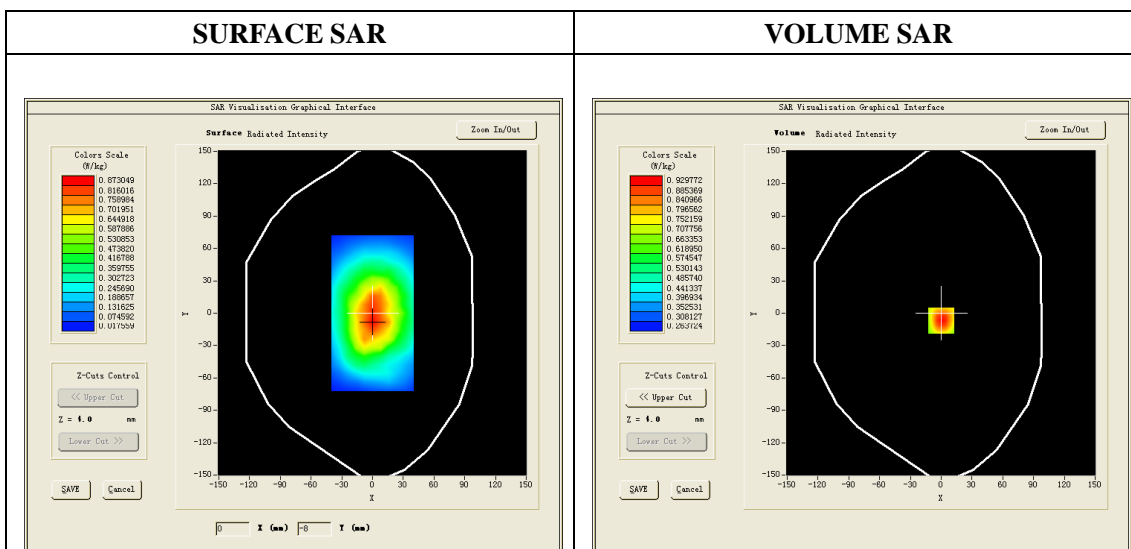 SURFACE SAR
VOLUME SAR
SAR Visualisation Graphical Interface
Surface Radiated Intensity
Zoom In/Out
Colors Scale
(W/kg)
0.873049
0.816016
0.758984
0.701951
0.644918
0.587886
0.530853
0.473820
0.416788
0.359755
0.302723
0.245690
0.188657
0.131625
0.074592
0.017559
150
120
90
60
30
0
-30
-60
-90
-120
-150
Y
-150 -120 -90 -60 -30 0 30 60 90 120 150
X
Z-Cuts Control
<< Upper Cut
Z = 4.0 mm
Lower Cut >>
SAVE Cancel
0 X (mm) -8 Y (mm)
SAR Visualisation Graphical Interface
Volume Radiated Intensity
Zoom In/Out
Colors Scale
(W/kg)
0.929772
0.885369
0.840966
0.796562
0.752159
0.707756
0.663353
0.618950
0.574547
0.530143
0.485740
0.441337
0.396934
0.352531
0.308127
0.263724
150
120
90
60
30
0
-30
-60
-90
-120
-150
Y
-150 -120 -90 -60 -30 0 30 60 90 120 150
X
Z-Cuts Control
<< Upper Cut
Z = 4.0 mm
Lower Cut >>
SAVE Cancel